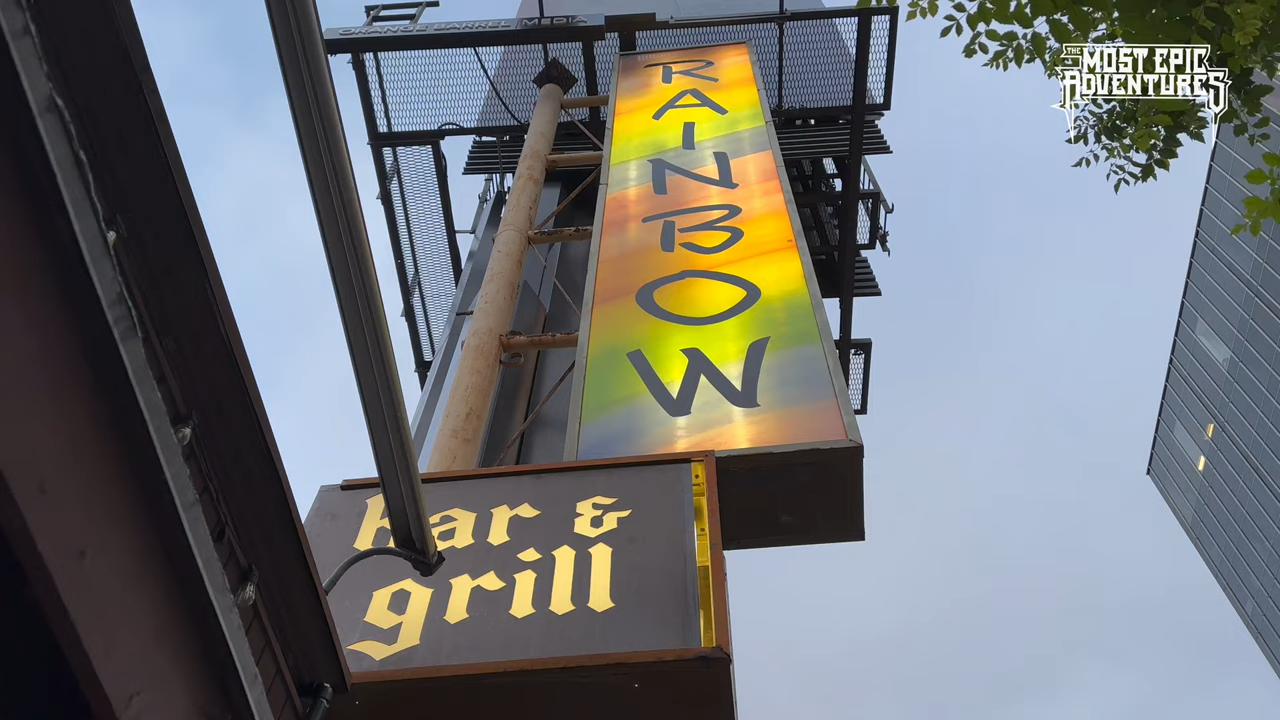 ORANGE BARREL MEDIA
THE
MOST EPIC
ADVENTURES
RAINBOW
bar &
grill